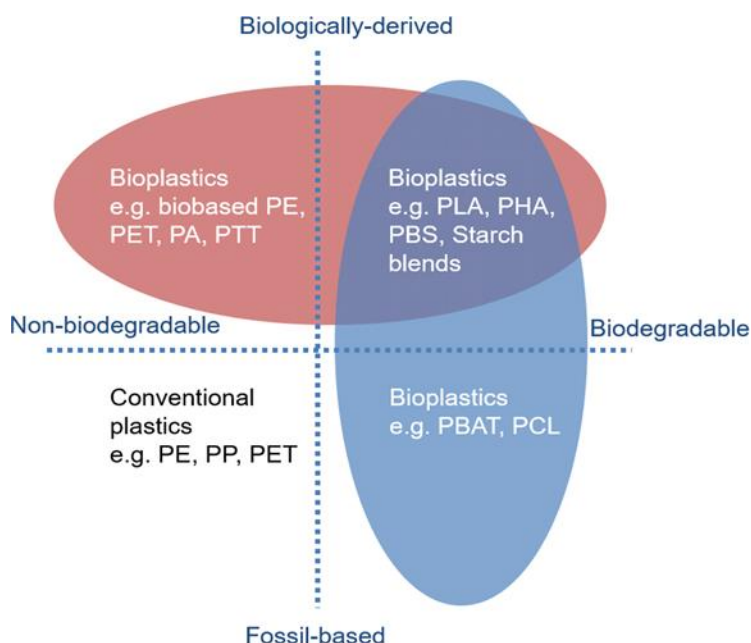 Biologically-derived
Bioplastics
e.g. biobased PE,
PET, PA, PTT
Bioplastics
e.g. PLA, PHA,
PBS, Starch
blends
Non-biodegradable
Biodegradable
Conventional
plastics
e.g. PE, PP, PET
Bioplastics
e.g. PBAT, PCL
Fossil-based